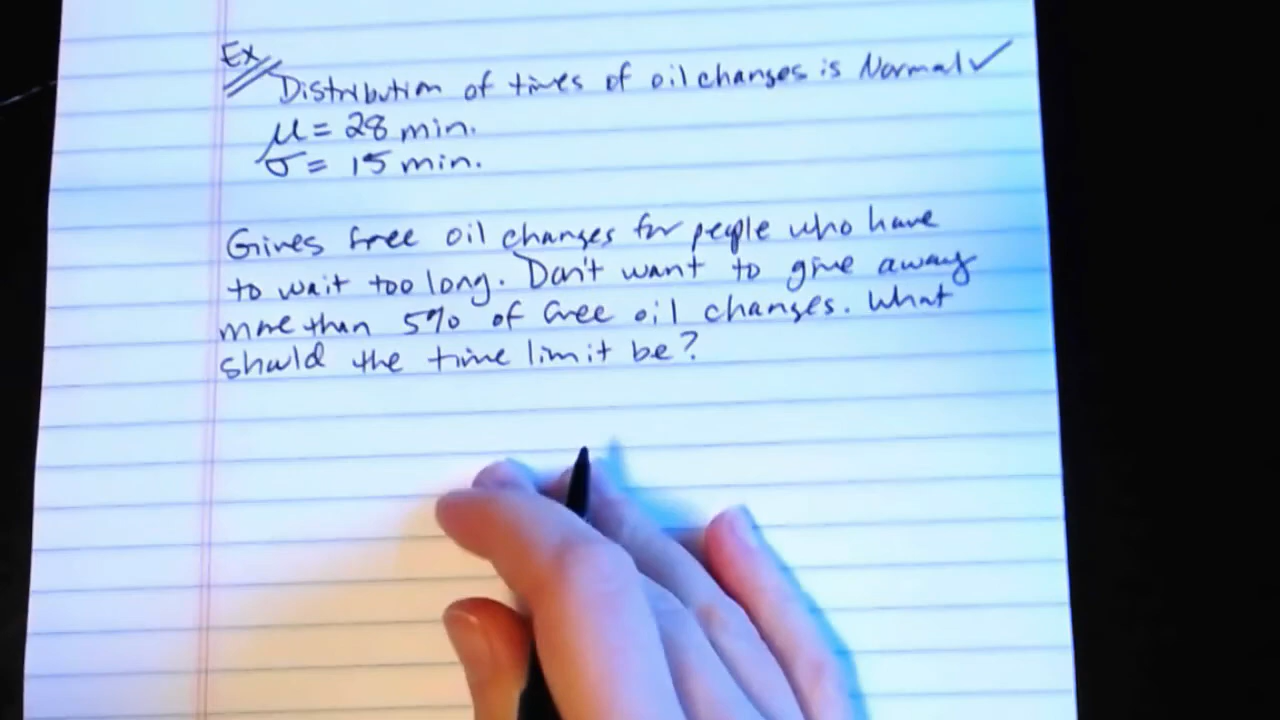 Ex
Distribution of times of oil changes is Normal ✓
μ = 28 min.
σ = 15 min.
Gives free oil changes for people who have
to wait too long. Don't want to give away
more than 5% of free oil changes. What
should the time limit be?